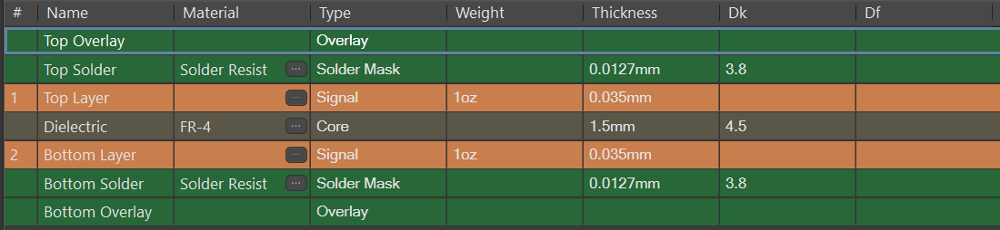 # Name Material Type Weight Thickness Dk Df
Top Overlay Overlay
Top Solder Solder Resist ... Solder Mask 0.0127mm 3.8
1 Top Layer ... Signal 1oz 0.035mm
Dielectric FR-4 ... Core 1.5mm 4.5
2 Bottom Layer ... Signal 1oz 0.035mm
Bottom Solder Solder Resist ... Solder Mask 0.0127mm 3.8
Bottom Overlay Overlay